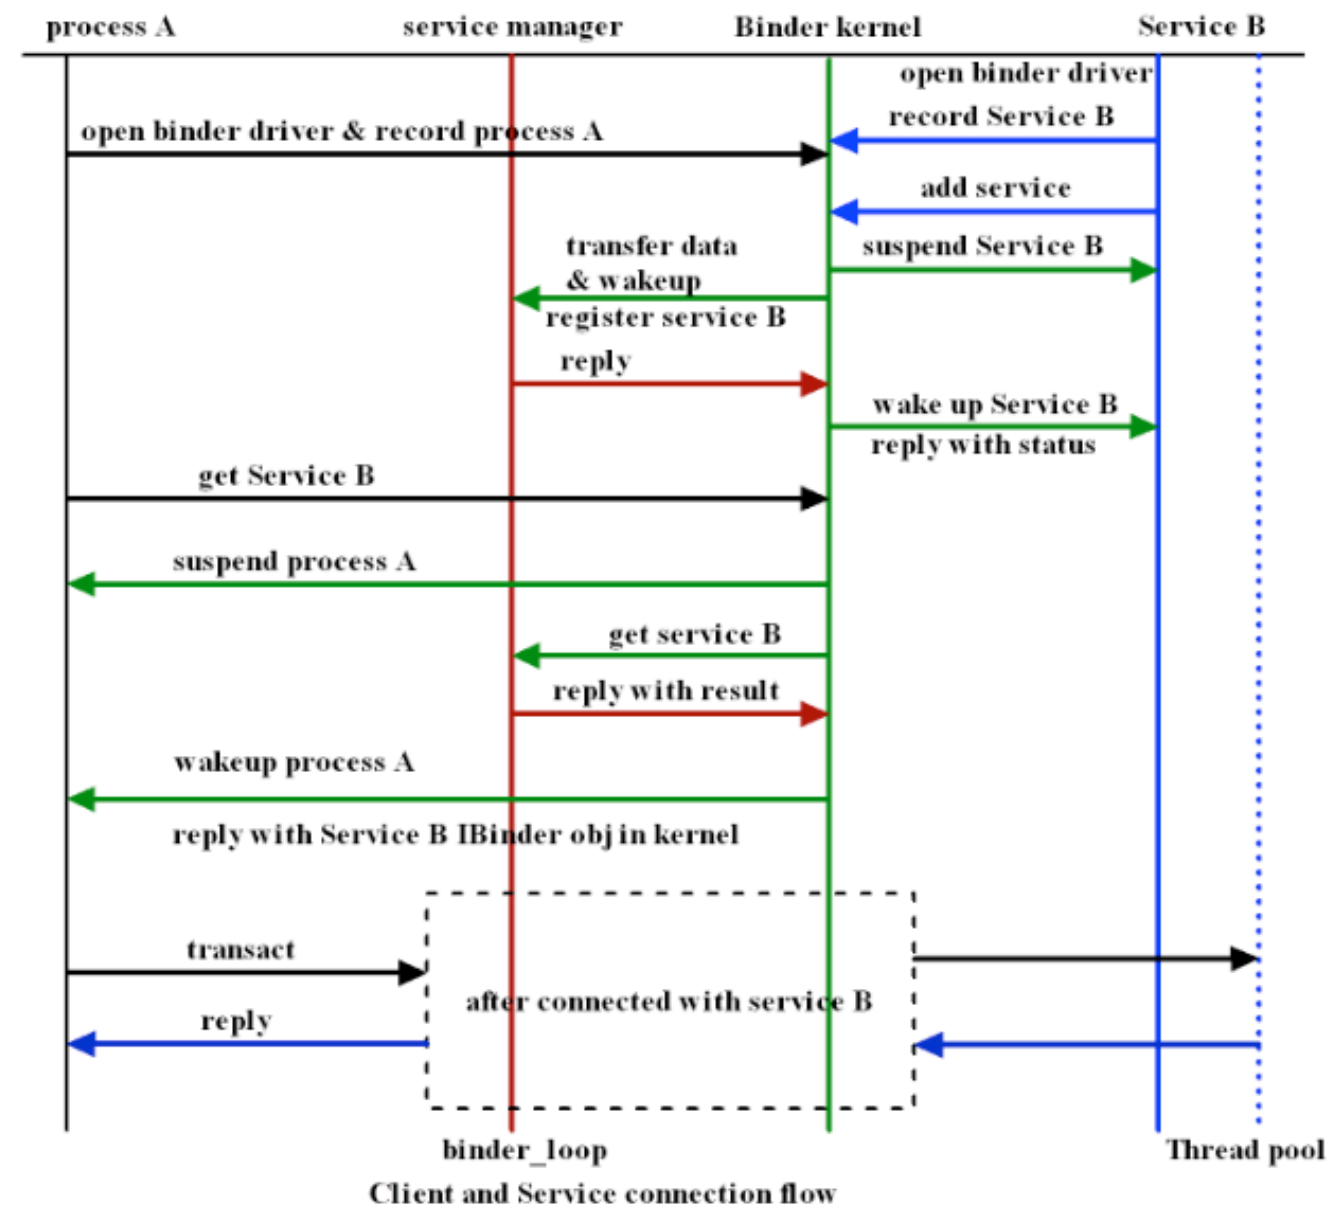 process A
service manager
Binder kernel
Service B
open binder driver
record Service B
open binder driver & record process A
add service
transfer data
& wakeup
suspend Service B
register service B
reply
wake up Service B
reply with status
get Service B
suspend process A
get service B
reply with result
wakeup process A
reply with Service B IBinder obj in kernel
transact
after connected with service B
reply
binder_loop
Thread pool
Client and Service connection flow